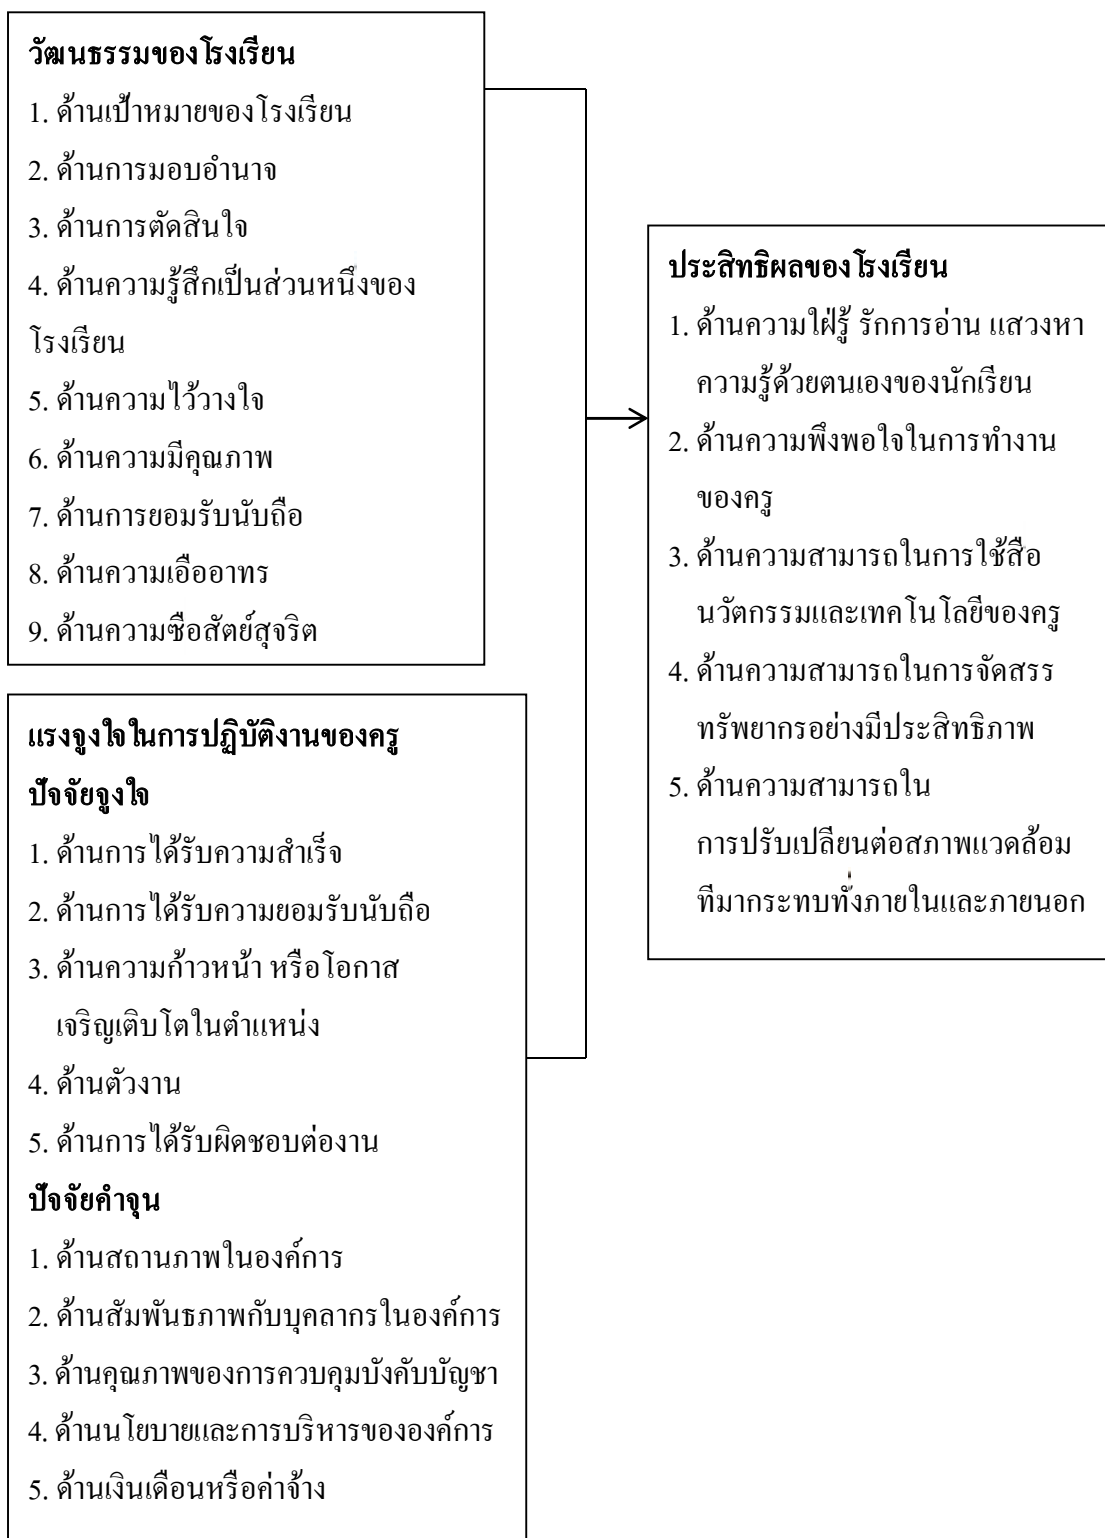 วัฒนธรรมของโรงเรียน
1. ด้านเป้าหมายของโรงเรียน
2. ด้านการมอบอำนาจ
3. ด้านการตัดสินใจ
4. ด้านความรู้สึกเป็นส่วนหนึ่งของ
โรงเรียน
5. ด้านความไว้วางใจ
6. ด้านความมีคุณภาพ
7. ด้านการยอมรับนับถือ
8. ด้านความเอืออาทร
9. ด้านความซือสัตย์สุจริต
แรงจูงใจในการปฏิบัติงานของครู
ปัจจัยจูงใจ
1. ด้านการได้รับความสำเร็จ
2. ด้านการได้รับความยอมรับนับถือ
3. ด้านความก้าวหน้า หรือโอกาส
เจริญเติบโตในตำแหน่ง
4. ด้านตัวงาน
5. ด้านการได้รับผิดชอบต่องาน
ปัจจัยคำจุน
1. ด้านสถานภาพในองค์การ
2. ด้านสัมพันธภาพกับบุคลากรในองค์การ
3. ด้านคุณภาพของการควบคุมบังคับบัญชา
4. ด้านนโยบายและการบริหารขององค์การ
5. ด้านเงินเดือนหรือค่าจ้าง
ประสิทธิผลของโรงเรียน
1. ด้านความใฝ่รู้ รักการอ่าน แสวงหา
ความรู้ด้วยตนเองของนักเรียน
2. ด้านความพึงพอใจในการทำงาน
ของครู
3. ด้านความสามารถในการใช้สือ
นวัตกรรมและเทคโนโลยีของครู
4. ด้านความสามารถในการจัดสรร
ทรัพยากรอย่างมีประสิทธิภาพ
5. ด้านความสามารถใน
การปรับเปลียนต่อสภาพแวดล้อม
ทีมากระทบทั่งภายในและภายนอก